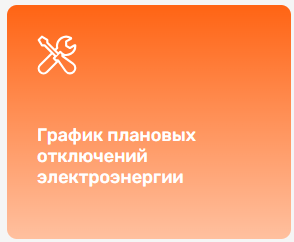 График плановых
отключений
электроэнергии